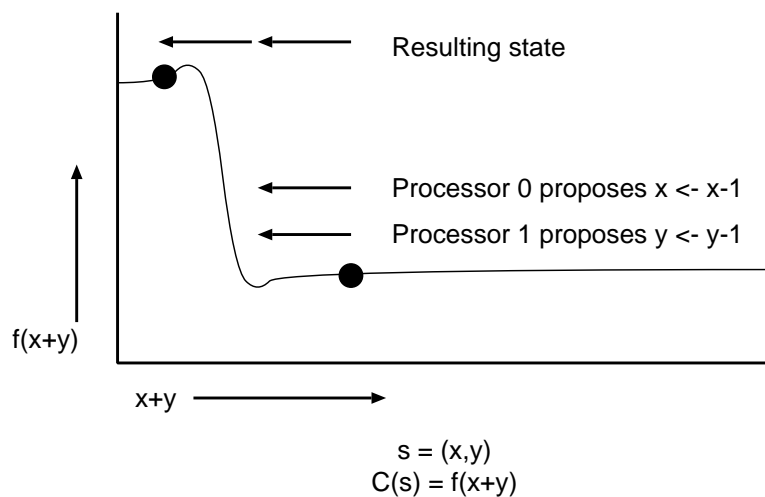 Resulting state
Processor 0 proposes x <- x-1
Processor 1 proposes y <- y-1
f(x+y)
x+y
s = (x,y)
C(s) = f(x+y)